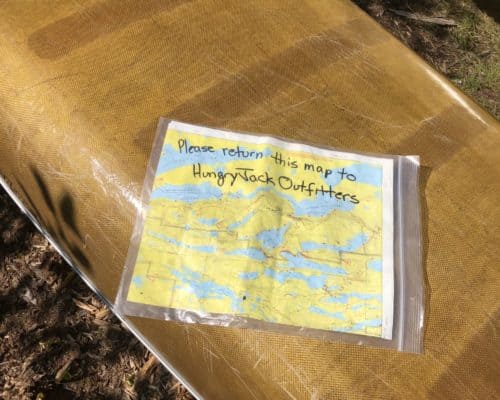 Please return this map to
Hungry Jack Outfitters